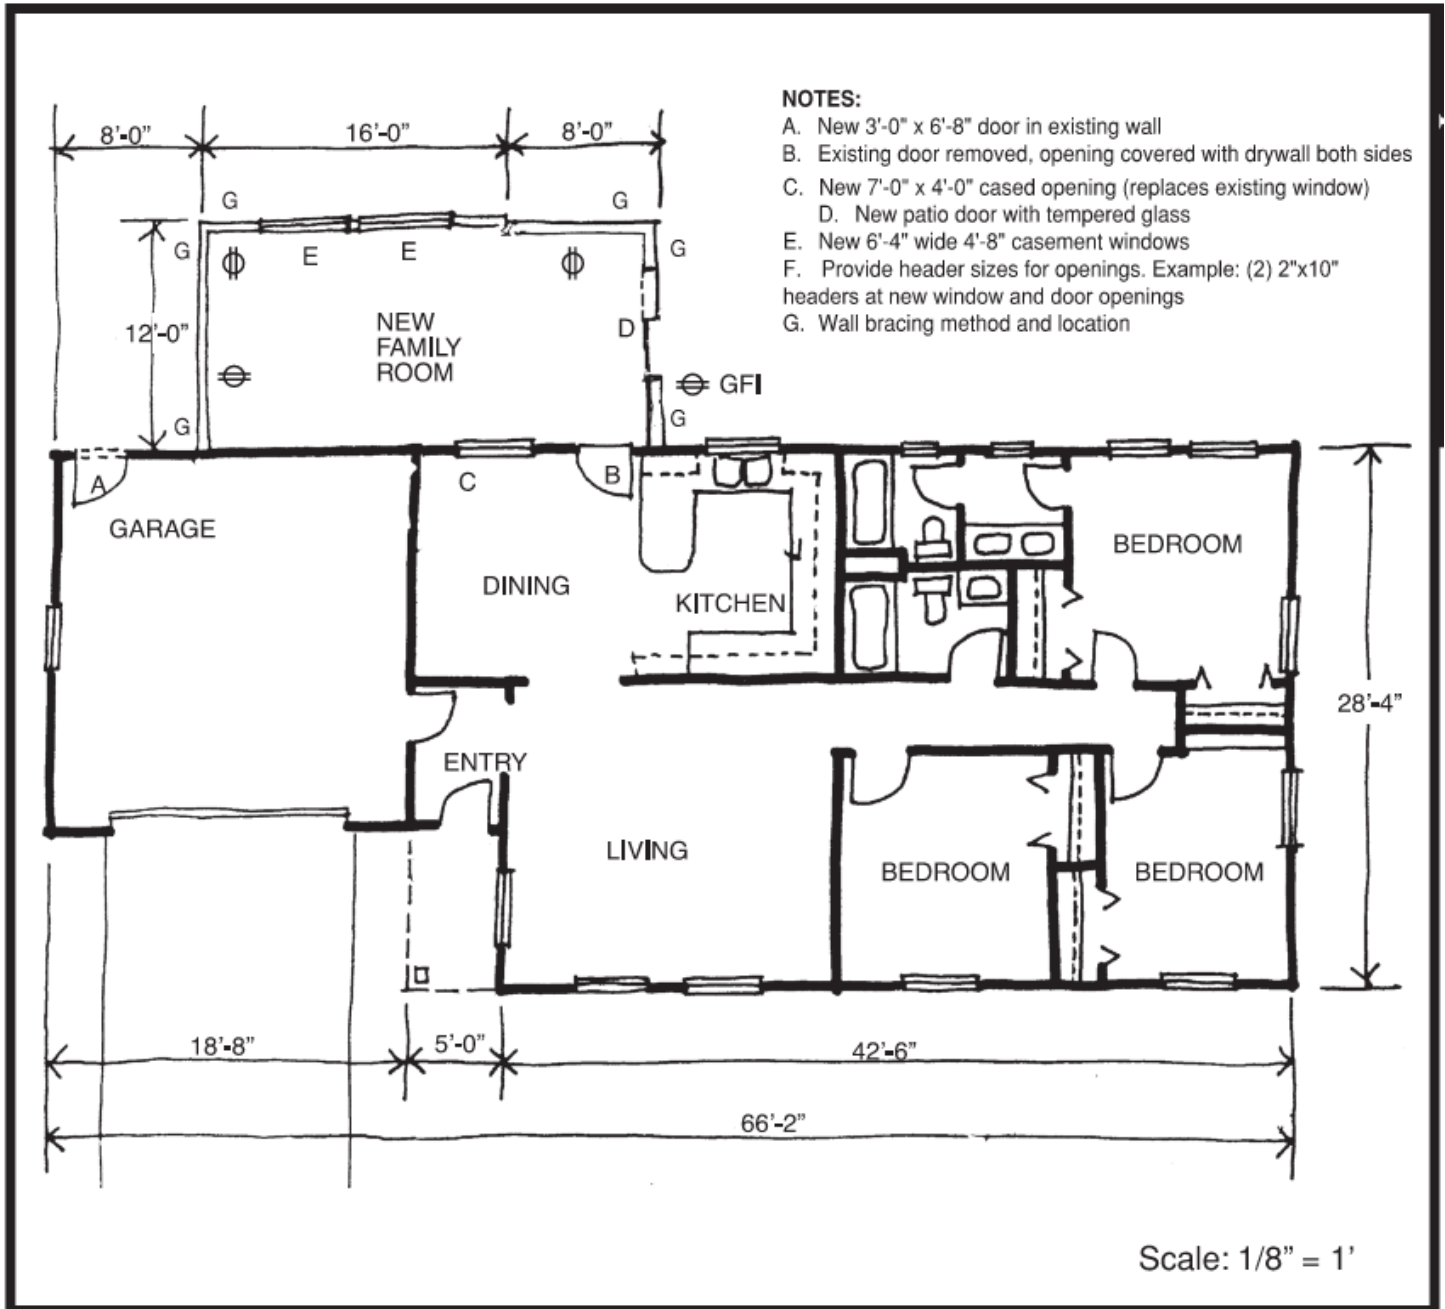 NOTES:
A. New 3'-0" x 6'-8" door in existing wall
B. Existing door removed, opening covered with drywall both sides
C. New 7'-0" x 4'-0" cased opening (replaces existing window)
D. New patio door with tempered glass
E. New 6'-4" wide 4'-8" casement windows
F. Provide header sizes for openings. Example: (2) 2"x10"
headers at new window and door openings
G. Wall bracing method and location
8'-0" 16'-0" 8'-0"
G G
G E E G
12'-0" NEW D
FAMILY
ROOM
GFI
G G
A C B
GARAGE BEDROOM
DINING KITCHEN
28'-4"
ENTRY
LIVING BEDROOM BEDROOM
18'-8" 5'-0" 42'-6"
66'-2"
Scale: 1/8" = 1'